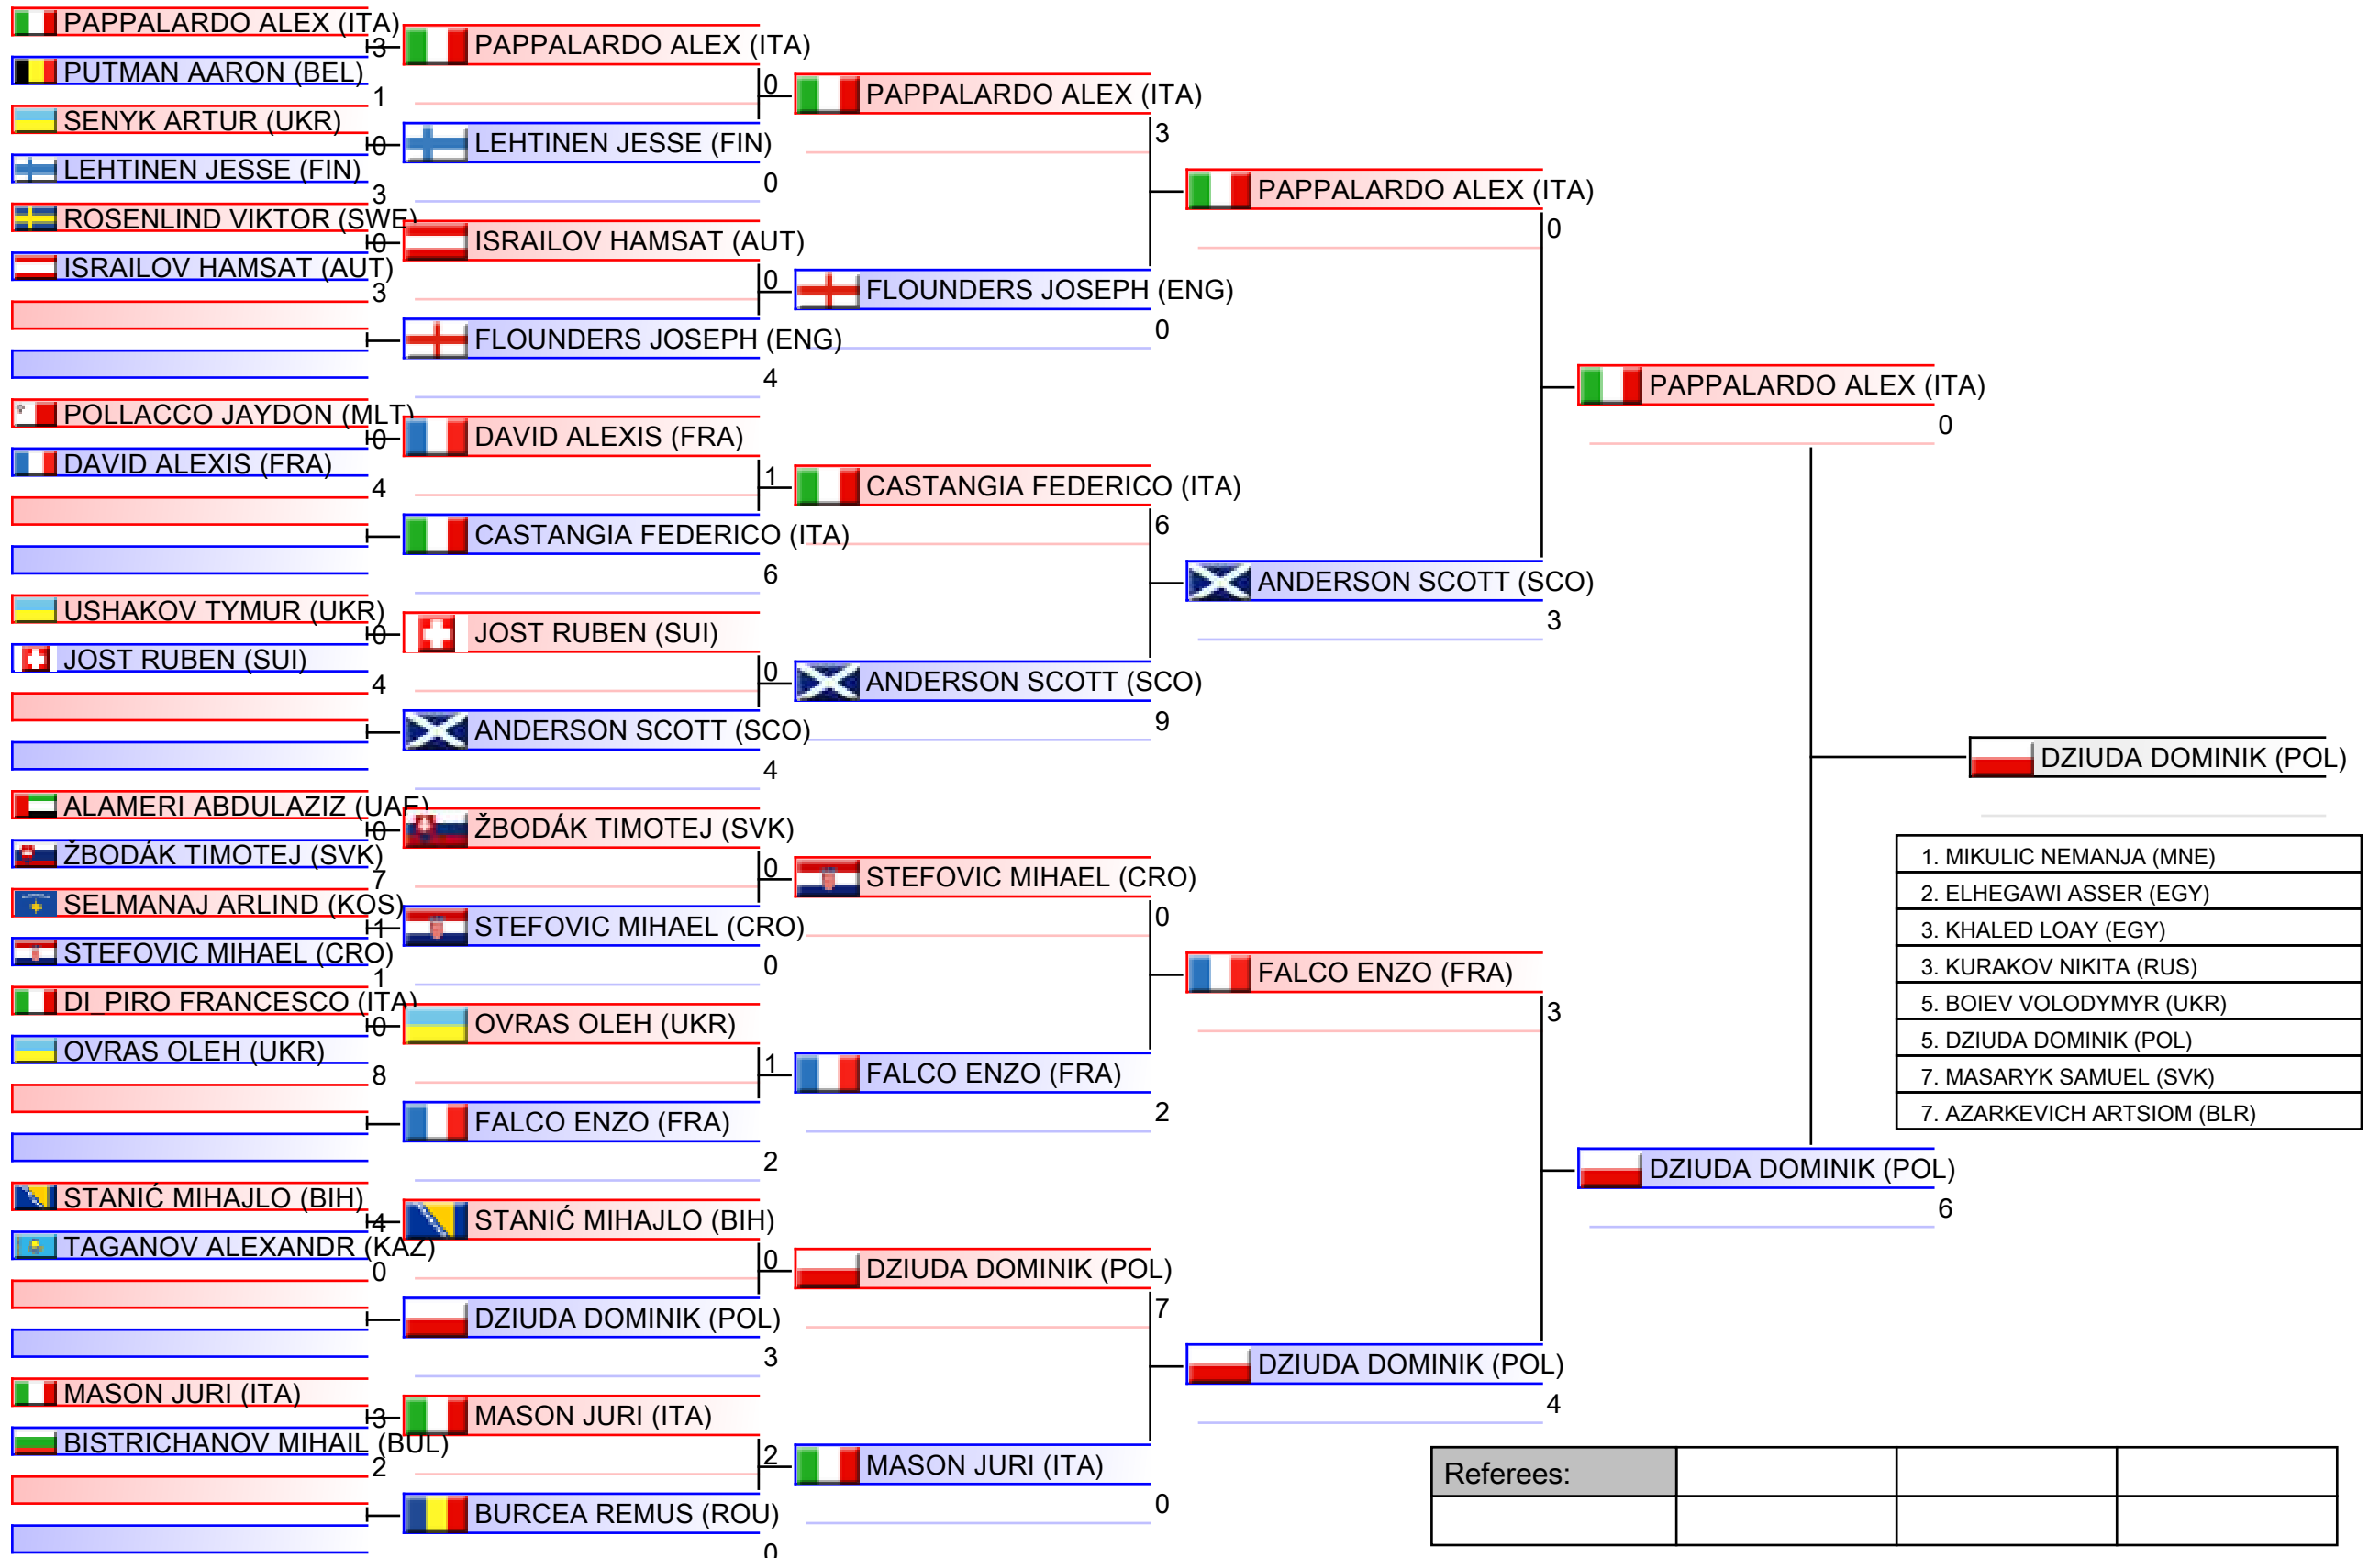 PAPPALARDO ALEX (ITA)
3
PUTMAN AARON (BEL)
1
SENYK ARTUR (UKR)
0
LEHTINEN JESSE (FIN)
3
ROSENLIND VIKTOR (SWE)
0
ISRAILOV HAMSAT (AUT)
3
POLLACCO JAYDON (MLT)
0
DAVID ALEXIS (FRA)
4
USHAKOV TYMUR (UKR)
0
JOST RUBEN (SUI)
4
ALAMERI ABDULAZIZ (UAE)
0
ŽBODÁK TIMOTEJ (SVK)
7
SELMANAJ ARLIND (KOS)
1
STEFOVIC MIHAEL (CRO)
1
DI_PIRO FRANCESCO (ITA)
0
OVRAS OLEH (UKR)
8
STANIĆ MIHAJLO (BIH)
4
TAGANOV ALEXANDR (KAZ)
0
MASON JURI (ITA)
3
BISTRICHANOV MIHAIL (BUL)
2
PAPPALARDO ALEX (ITA)
0
LEHTINEN JESSE (FIN)
0
ISRAILOV HAMSAT (AUT)
0
FLOUNDERS JOSEPH (ENG)
4
DAVID ALEXIS (FRA)
1
CASTANGIA FEDERICO (ITA)
6
JOST RUBEN (SUI)
0
ANDERSON SCOTT (SCO)
4
ŽBODÁK TIMOTEJ (SVK)
0
STEFOVIC MIHAEL (CRO)
0
OVRAS OLEH (UKR)
1
FALCO ENZO (FRA)
2
STANIĆ MIHAJLO (BIH)
0
DZIUDA DOMINIK (POL)
3
MASON JURI (ITA)
2
BURCEA REMUS (ROU)
0
PAPPALARDO ALEX (ITA)
3
FLOUNDERS JOSEPH (ENG)
0
CASTANGIA FEDERICO (ITA)
6
ANDERSON SCOTT (SCO)
9
STEFOVIC MIHAEL (CRO)
0
FALCO ENZO (FRA)
2
DZIUDA DOMINIK (POL)
7
MASON JURI (ITA)
0
PAPPALARDO ALEX (ITA)
0
ANDERSON SCOTT (SCO)
3
FALCO ENZO (FRA)
3
DZIUDA DOMINIK (POL)
4
PAPPALARDO ALEX (ITA)
0
DZIUDA DOMINIK (POL)
6
DZIUDA DOMINIK (POL)
1. MIKULIC NEMANJA (MNE)
2. ELHEGAWI ASSER (EGY)
3. KHALED LOAY (EGY)
3. KURAKOV NIKITA (RUS)
5. BOIEV VOLODYMYR (UKR)
5. DZIUDA DOMINIK (POL)
7. MASARYK SAMUEL (SVK)
7. AZARKEVICH ARTSIOM (BLR)
Referees: